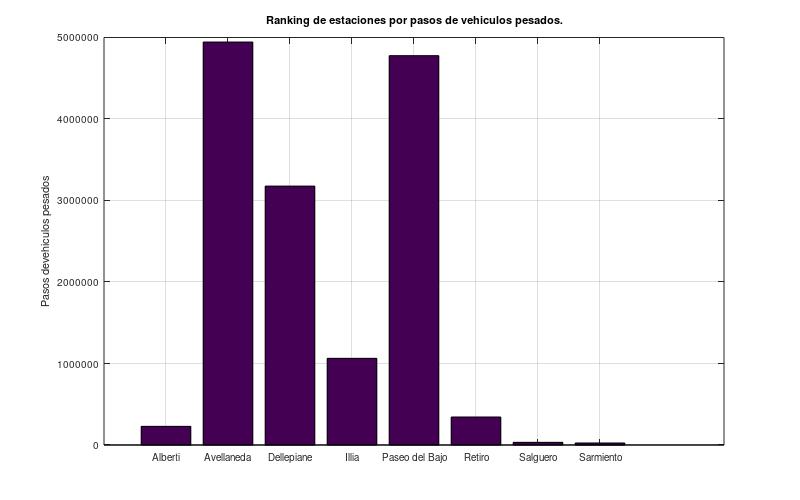 Ranking de estaciones por pasos de vehiculos pesados.
Pasos devehiculos pesados
5000000
4000000
3000000
2000000
1000000
0
Alberti Avellaneda Dellepiane Illia Paseo del Bajo Retiro Salguero Sarmiento